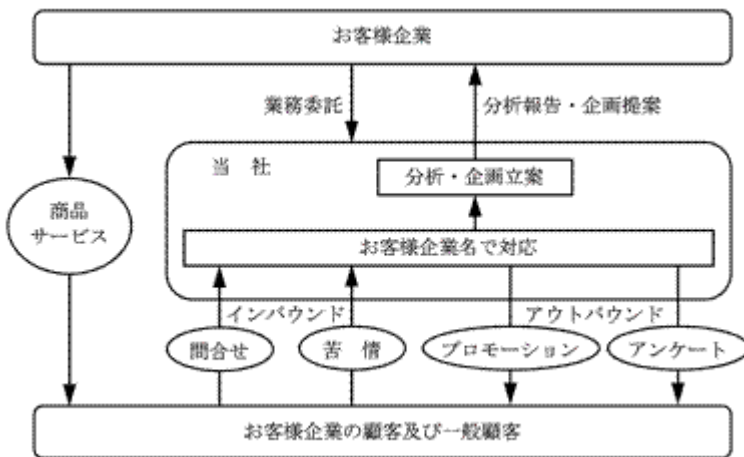 お客様企業
業務委託
分析報告・企画提案
当 社
分析・企画立案
商品
サービス
お客様企業名で対応
インバウンド
アウトバウンド
問合せ
苦 情
プロモーション
アンケート
お客様企業の顧客及び一般顧客